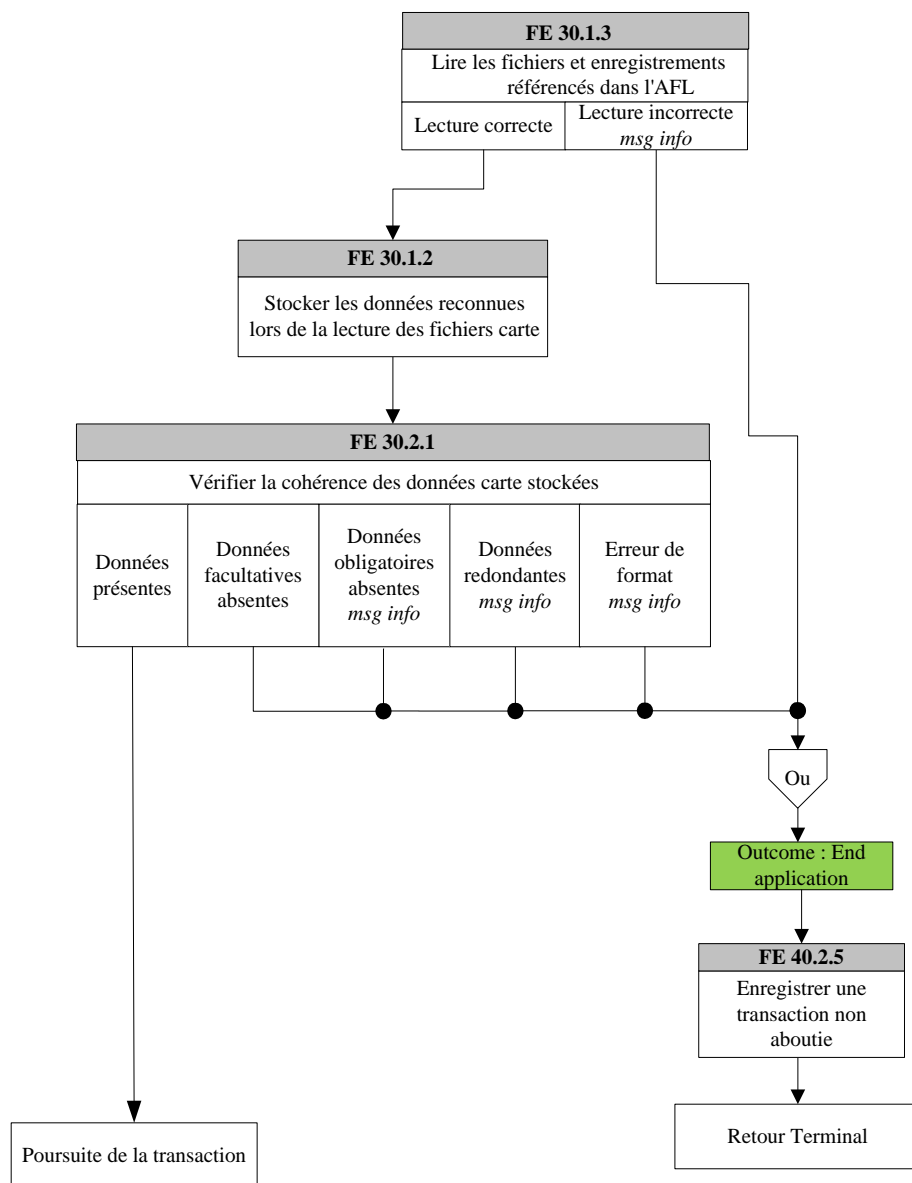 FE 30.1.3
Lire les fichiers et enregistrements
référencés dans l'AFL
Lecture correcte
Lecture incorrecte
msg info
FE 30.1.2
Stocker les données reconnues
lors de la lecture des fichiers carte
FE 30.2.1
Vérifier la cohérence des données carte stockées
Données
présentes
Données
facultatives
absentes
Données
obligatoires
absentes
msg info
Données
redondantes
msg info
Erreur de
format
msg info
Ou
Outcome : End
application
FE 40.2.5
Enregistrer une
transaction non
aboutie
Poursuite de la transaction
Retour Terminal